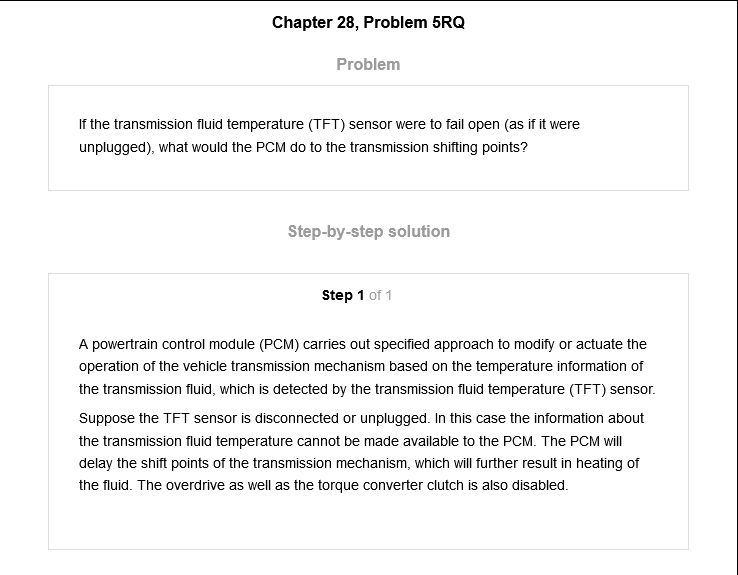 Chapter 28, Problem 5RQ
Problem
If the transmission fluid temperature (TFT) sensor were to fail open (as if it were
unplugged), what would the PCM do to the transmission shifting points?
Step-by-step solution
Step 1 of 1
A powertrain control module (PCM) carries out specified approach to modify or actuate the
operation of the vehicle transmission mechanism based on the temperature information of
the transmission fluid, which is detected by the transmission fluid temperature (TFT) sensor.
Suppose the TFT sensor is disconnected or unplugged. In this case the information about
the transmission fluid temperature cannot be made available to the PCM. The PCM will
delay the shift points of the transmission mechanism, which will further result in heating of
the fluid. The overdrive as well as the torque converter clutch is also disabled.